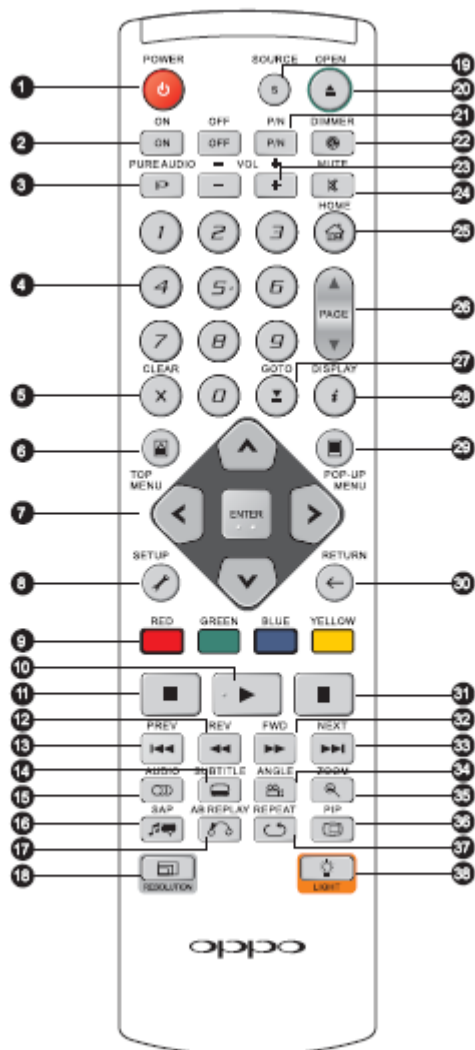 POWER SOURCE OPEN
1 S 19
20
ON OFF P/N DIMMER 21
2 ON OFF P/N 22
PURE AUDIO - VOL + MUTE 23
3 - + 24
HOME
1 2 3 25
4 4 5 6 PAGE 26
7 8 9 27
CLEAR GOTO DISPLAY
5 X 0 i 28
6 29
TOP MENU POP-UP MENU
7 ENTER
SETUP RETURN
8 30
RED GREEN BLUE YELLOW
9
10
11 31
12 PREV REV FWD NEXT 32
13 33
14 AUDIO SUBTITLE ANGLE ZOOM 34
15 35
16 SAP AB REPLAY REPEAT PIP 36
17 37
18 RESOLUTION LIGHT 38
oppo